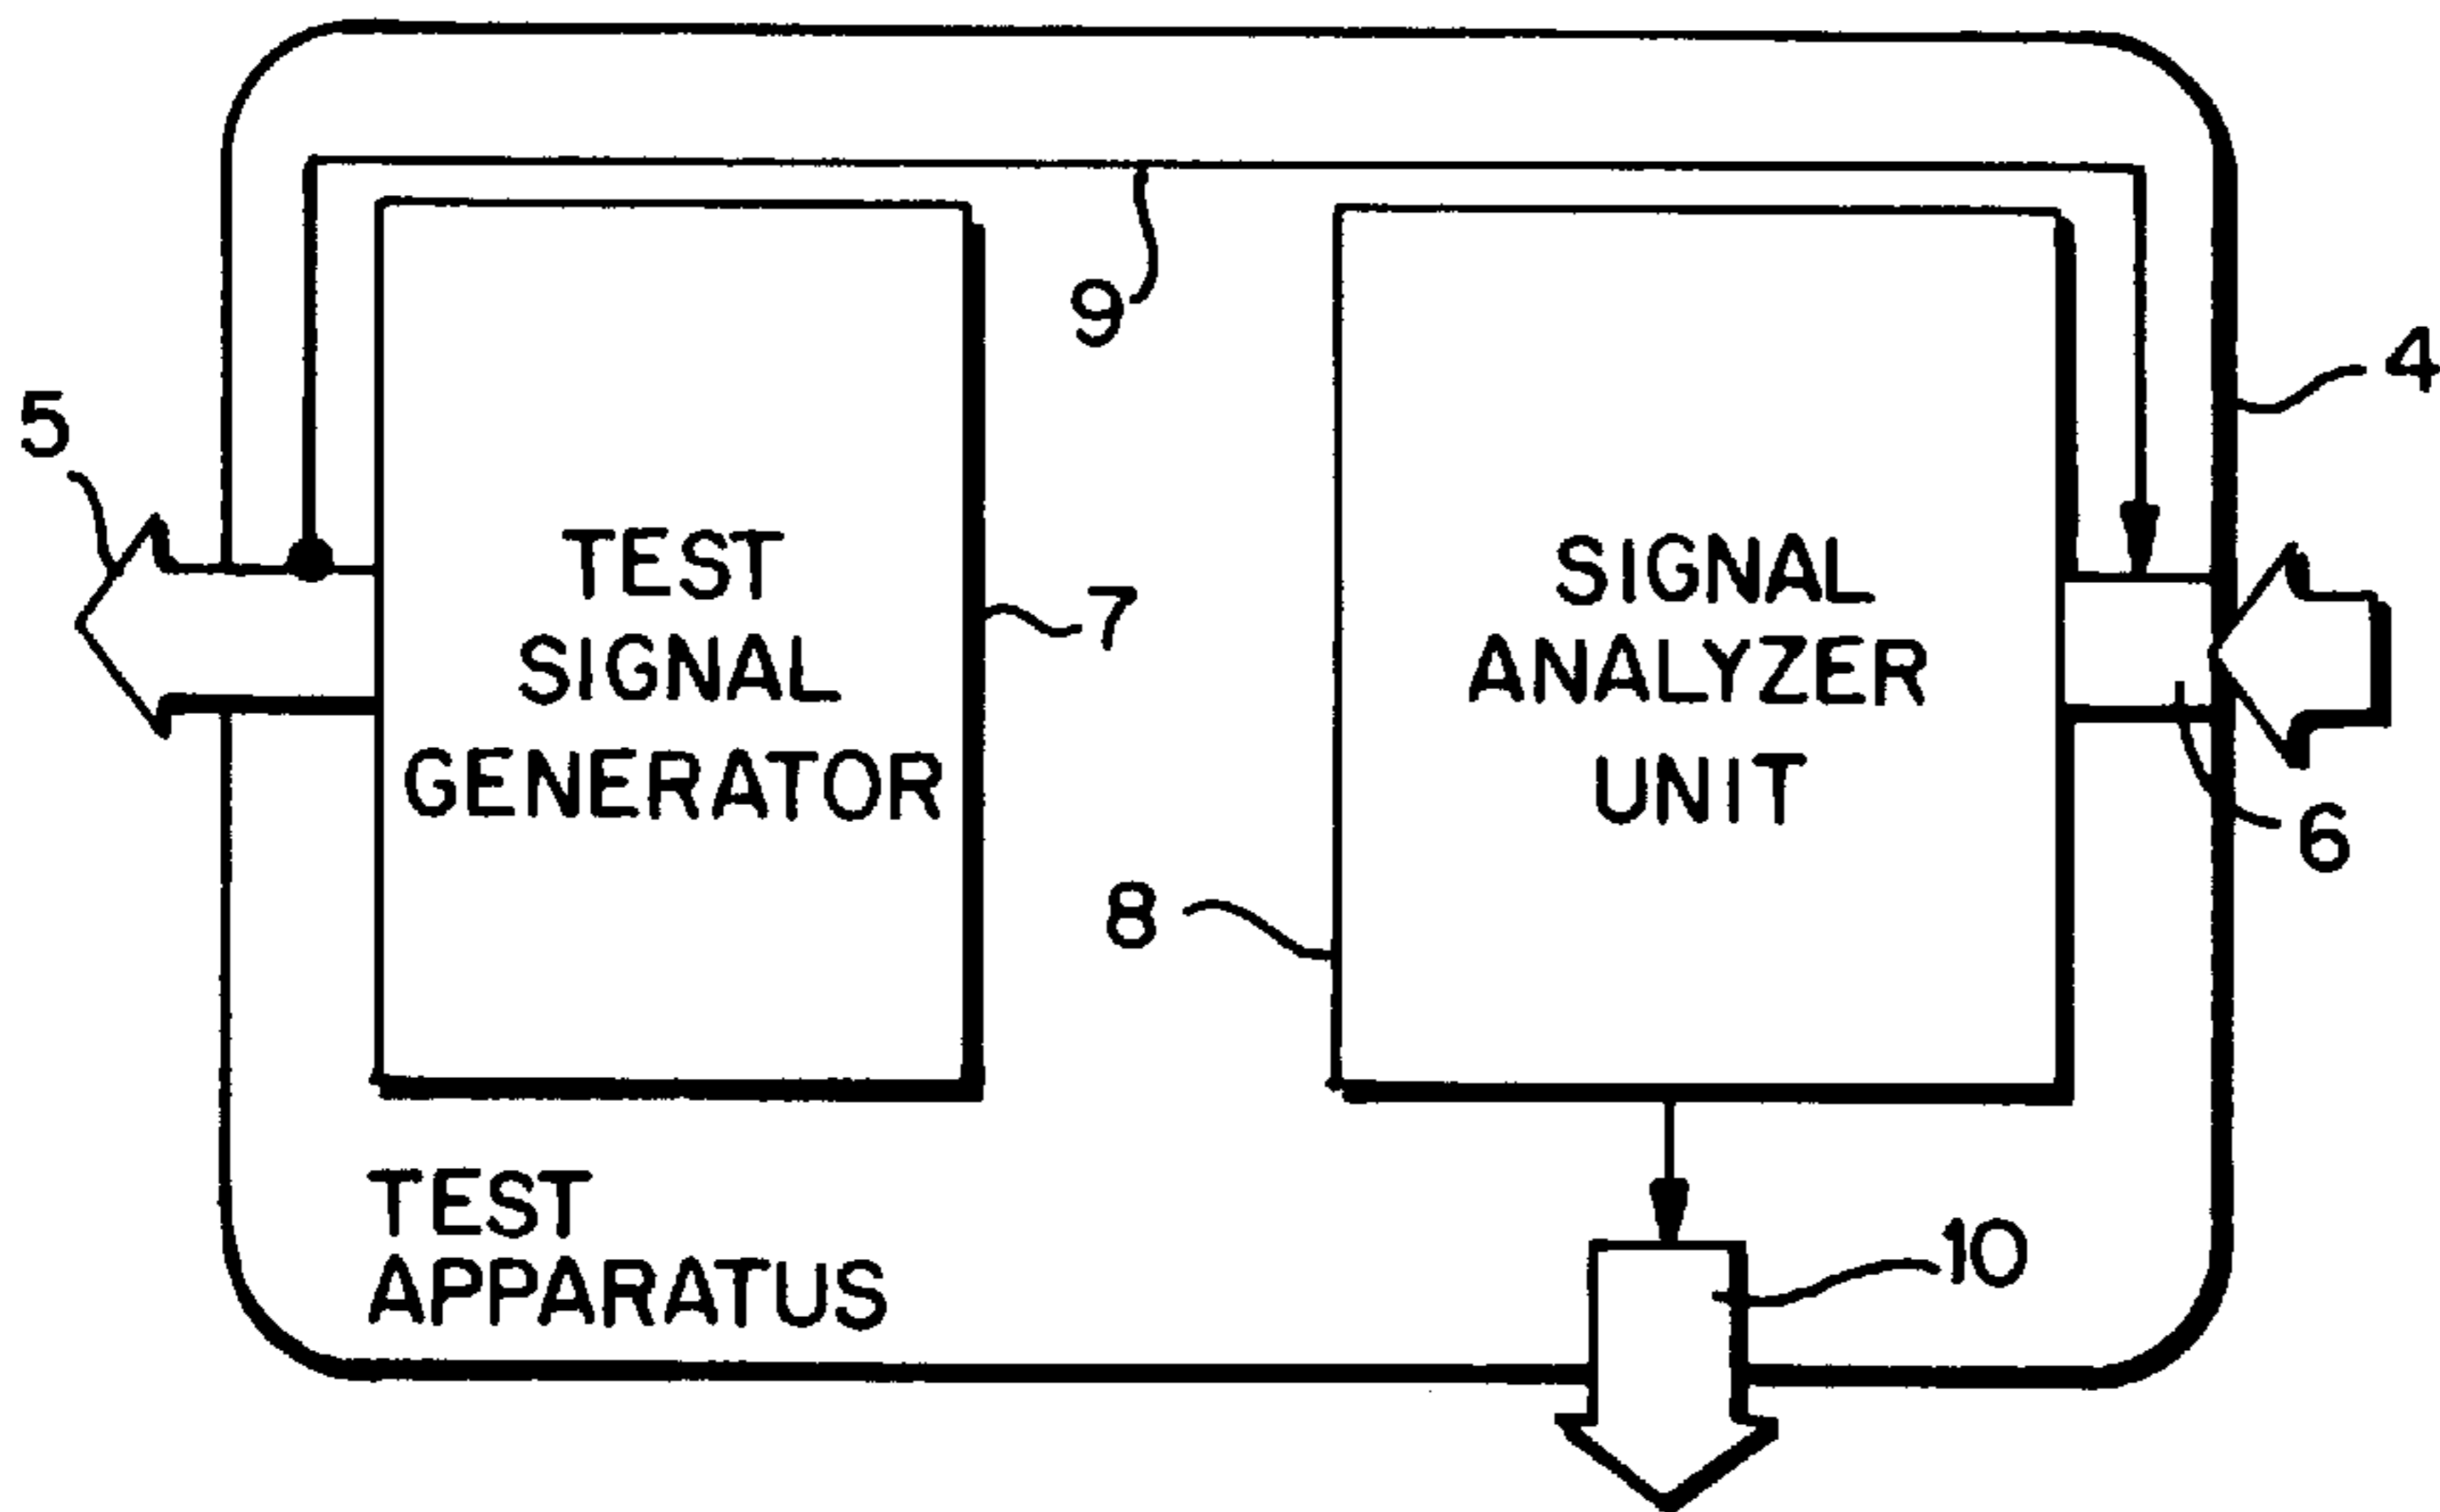 9
4
5
TEST
SIGNAL
GENERATOR
7
SIGNAL
ANALYZER
UNIT
6
8
TEST
APPARATUS
10